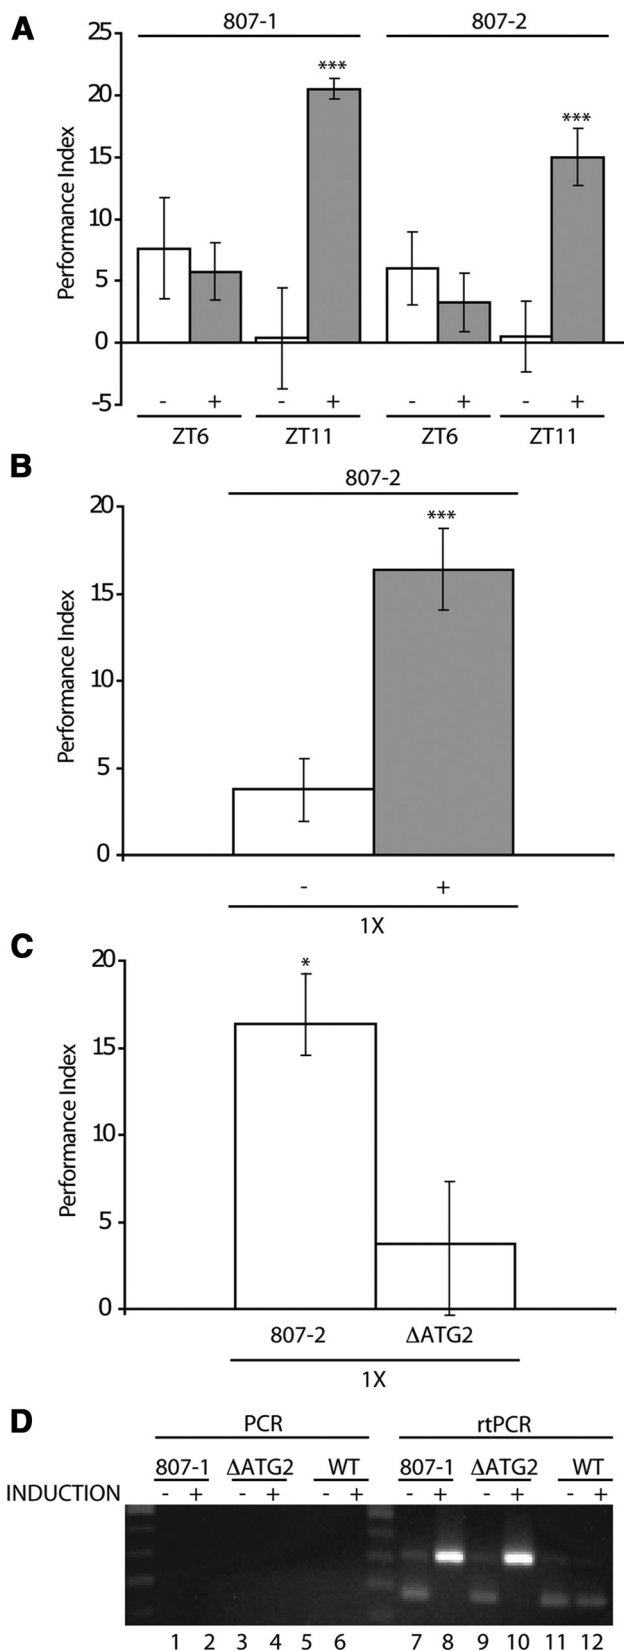 A
807-1 807-2
Performance Index
25
20
15
10
5
0
-5
*** ***
- + - + - + - +
ZT6 ZT11 ZT6 ZT11
B
807-2
Performance Index
20
15
10
5
0
***
- +
1X
C
Performance Index
20
15
10
5
0
*
807-2 ΔATG2
1X
D
PCR rtPCR
807-1 ΔATG2 WT 807-1 ΔATG2 WT
INDUCTION - + - + - + - + - + - +
1 2 3 4 5 6 7 8 9 10 11 12